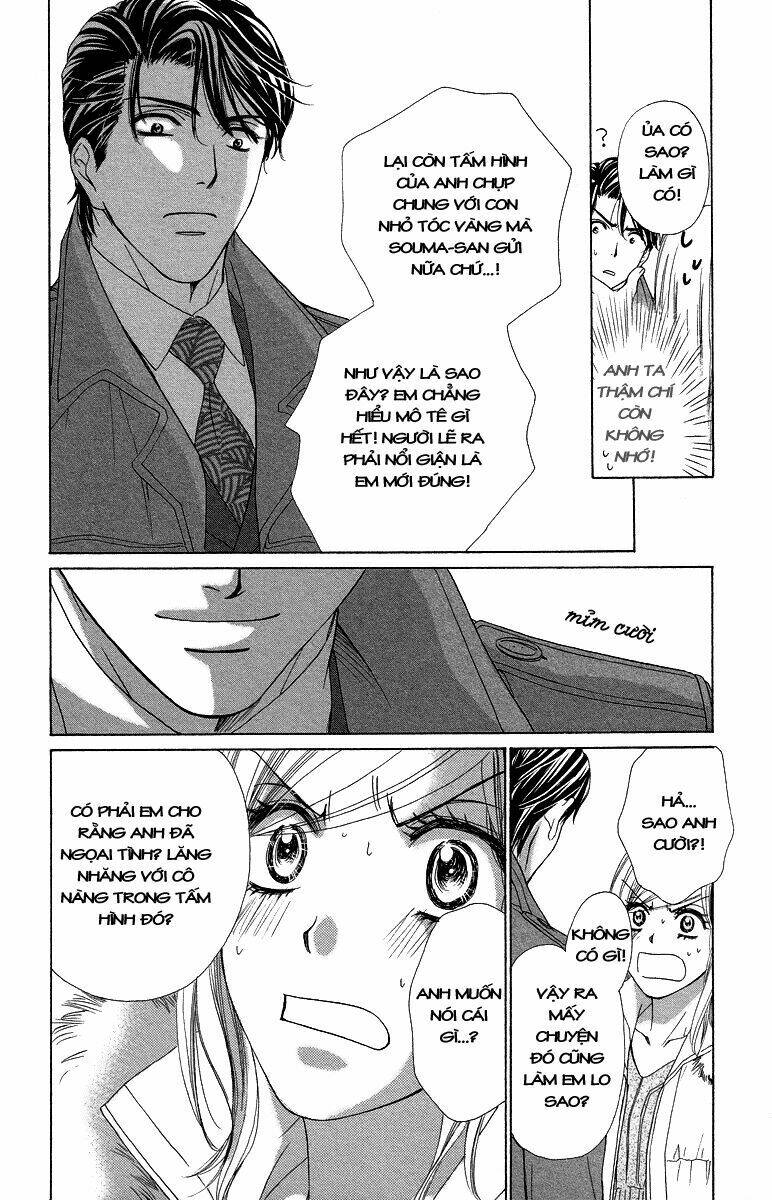 ỦA CÓ
SAO?
LÀM GÌ
CÓ!
?
ANH TA
THẬM CHÍ
CÒN
KHÔNG
NHỚ!
LẠI CÒN TẤM HÌNH
CỦA ANH CHỤP
CHUNG VỚI CON
NHỎ TÓC VÀNG MÀ
SOUMA-SAN GỬI
NỮA CHỨ...!
NHƯ VẬY LÀ SAO
ĐÂY? EM CHẲNG
HIỂU MÔ TÊ GÌ
HẾT! NGƯỜI LẼ RA
PHẢI NỔI GIẬN LÀ
EM MỚI ĐÚNG!
mỉm cười
HẢ...
SAO ANH
CƯỜI?!
KHÔNG
CÓ GÌ!
VẬY RA
MẤY
CHUYỆN
ĐÓ CŨNG
LÀM EM LO
SAO?
ANH MUỐN
NÓI CÁI
GÌ...?
CÓ PHẢI EM CHO
RẰNG ANH ĐÃ
NGOẠI TÌNH? LĂNG
NHĂNG VỚI CÔ
NÀNG TRONG TẤM
HÌNH ĐÓ?